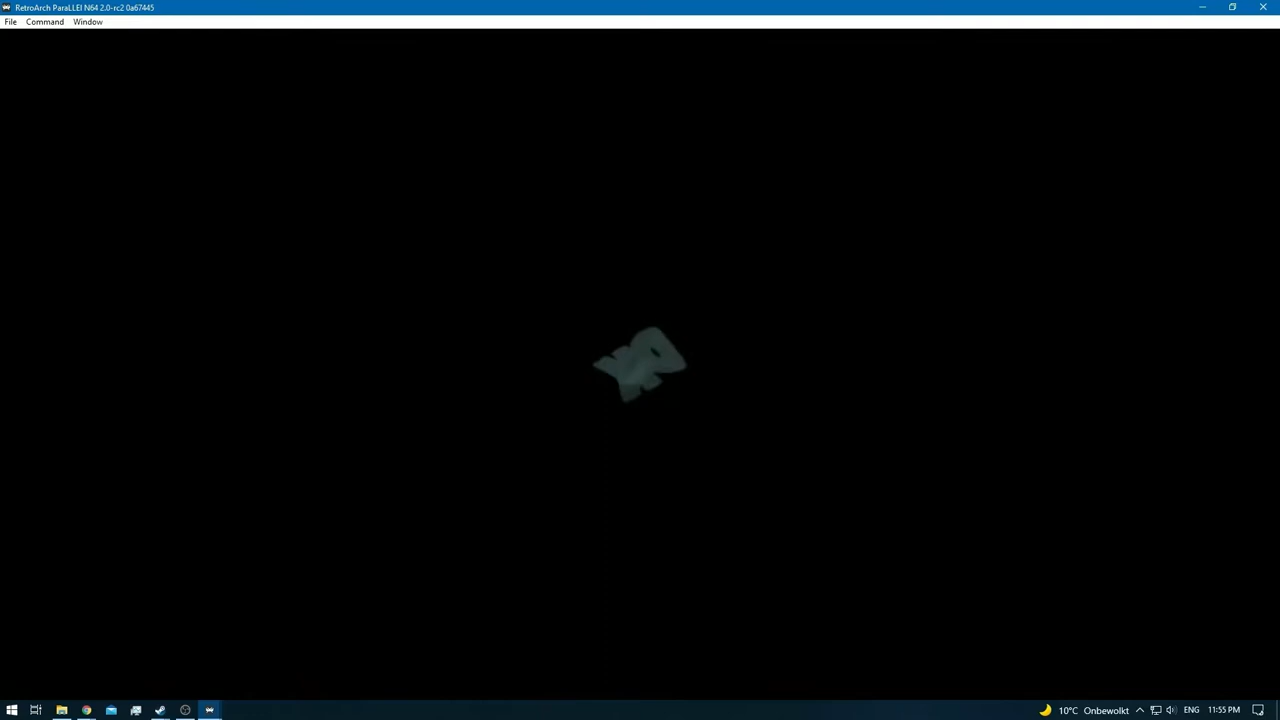 RetroArch ParaLLEl N64 2.0-rc2 0a67445
File Command Window
10°C Onbewolkt ENG 11:55 PM